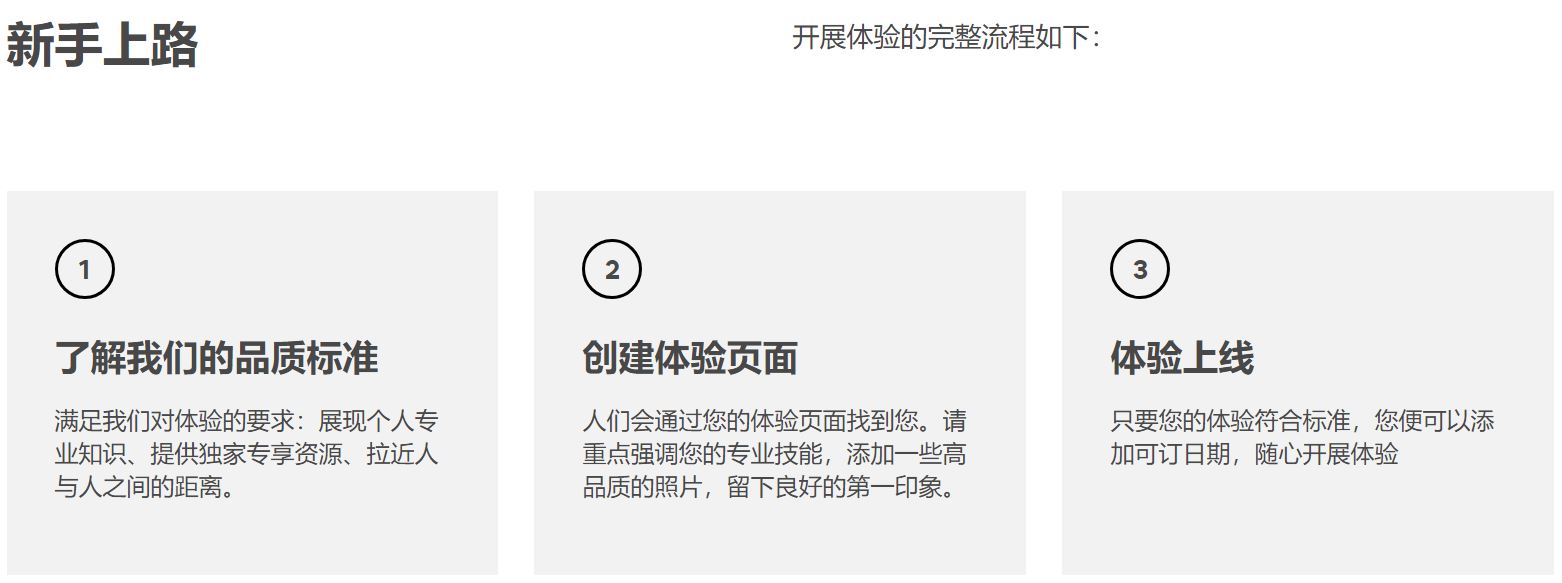 新手上路
开展体验的完整流程如下：
1
了解我们的品质标准
满足我们对体验的要求：展现个人专
业知识、提供独家专享资源、拉近人
与人之间的距离。
2
创建体验页面
人们会通过您的体验页面找到您。请
重点强调您的专业技能，添加一些高
品质的照片，留下良好的第一印象。
3
体验上线
只要您的体验符合标准，您便可以添
加可订日期，随心开展体验